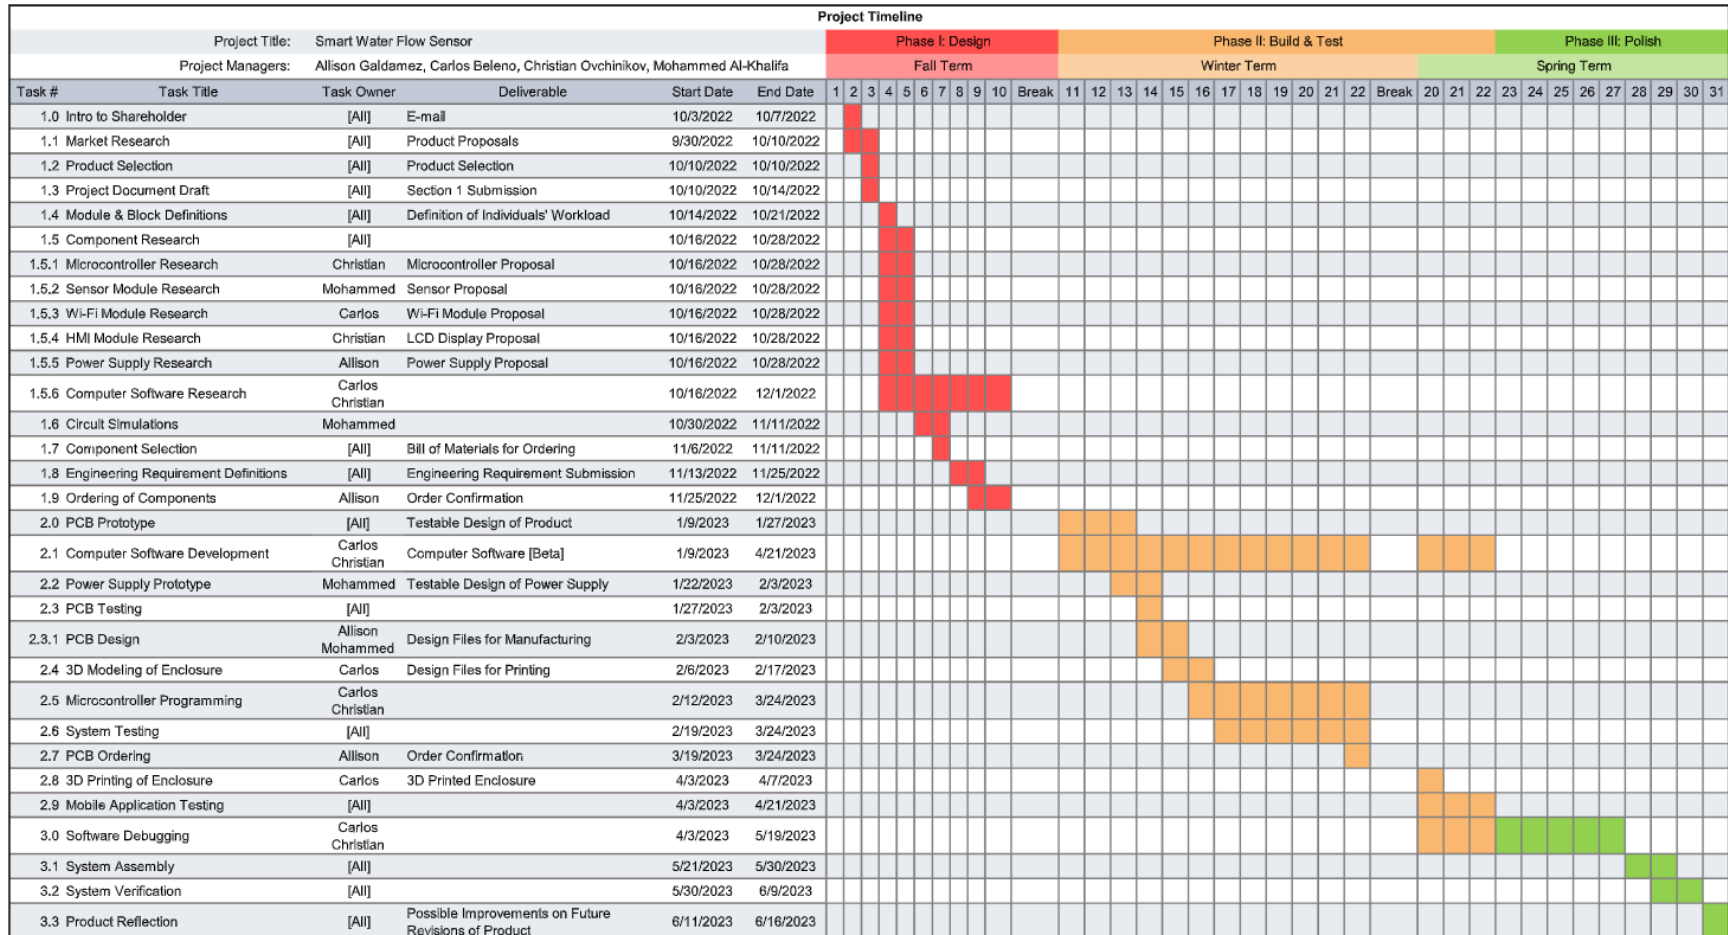 Project Timeline
Project Title: Smart Water Flow Sensor Phase I: Design Phase II: Build & Test Phase III: Polish
Project Managers: Allison Galdamez, Carlos Beleno, Christian Ovchinikov, Mohammed Al-Khalifa Fall Term Winter Term Spring Term
Task # Task Title Task Owner Deliverable Start Date End Date 1 2 3 4 5 6 7 8 9 10 Break 11 12 13 14 15 16 17 18 19 20 21 22 Break 20 21 22 23 24 25 26 27 28 29 30 31
1.0 Intro to Shareholder [All] E-mail 10/3/2022 10/7/2022
1.1 Market Research [All] Product Proposals 9/30/2022 10/10/2022
1.2 Product Selection [All] Product Selection 10/10/2022 10/10/2022
1.3 Project Document Draft [All] Section 1 Submission 10/10/2022 10/14/2022
1.4 Module & Block Definitions [All] Definition of Individuals' Workload 10/14/2022 10/21/2022
1.5 Component Research [All] 10/16/2022 10/28/2022
1.5.1 Microcontroller Research Christian Microcontroller Proposal 10/16/2022 10/28/2022
1.5.2 Sensor Module Research Mohammed Sensor Proposal 10/16/2022 10/28/2022
1.5.3 Wi-Fi Module Research Carlos Wi-Fi Module Proposal 10/16/2022 10/28/2022
1.5.4 HMI Module Research Christian LCD Display Proposal 10/16/2022 10/28/2022
1.5.5 Power Supply Research Allison Power Supply Proposal 10/16/2022 10/28/2022
1.5.6 Computer Software Research Carlos Christian 10/16/2022 12/1/2022
1.6 Circuit Simulations Mohammed 10/30/2022 11/11/2022
1.7 Component Selection [All] Bill of Materials for Ordering 11/6/2022 11/11/2022
1.8 Engineering Requirement Definitions [All] Engineering Requirement Submission 11/13/2022 11/25/2022
1.9 Ordering of Components Allison Order Confirmation 11/25/2022 12/1/2022
2.0 PCB Prototype [All] Testable Design of Product 1/9/2023 1/27/2023
2.1 Computer Software Development Carlos Christian Computer Software [Beta] 1/9/2023 4/21/2023
2.2 Power Supply Prototype Mohammed Testable Design of Power Supply 1/22/2023 2/3/2023
2.3 PCB Testing [All] 1/27/2023 2/3/2023
2.3.1 PCB Design Allison Mohammed Design Files for Manufacturing 2/3/2023 2/10/2023
2.4 3D Modeling of Enclosure Carlos Design Files for Printing 2/6/2023 2/17/2023
2.5 Microcontroller Programming Carlos Christian 2/12/2023 3/24/2023
2.6 System Testing [All] 2/19/2023 3/24/2023
2.7 PCB Ordering Allison Order Confirmation 3/19/2023 3/24/2023
2.8 3D Printing of Enclosure Carlos 3D Printed Enclosure 4/3/2023 4/7/2023
2.9 Mobile Application Testing [All] 4/3/2023 4/21/2023
3.0 Software Debugging Carlos Christian 4/3/2023 5/19/2023
3.1 System Assembly [All] 5/21/2023 5/30/2023
3.2 System Verification [All] 5/30/2023 6/9/2023
3.3 Product Reflection [All] Possible Improvements on Future Revisions of Product 6/11/2023 6/16/2023